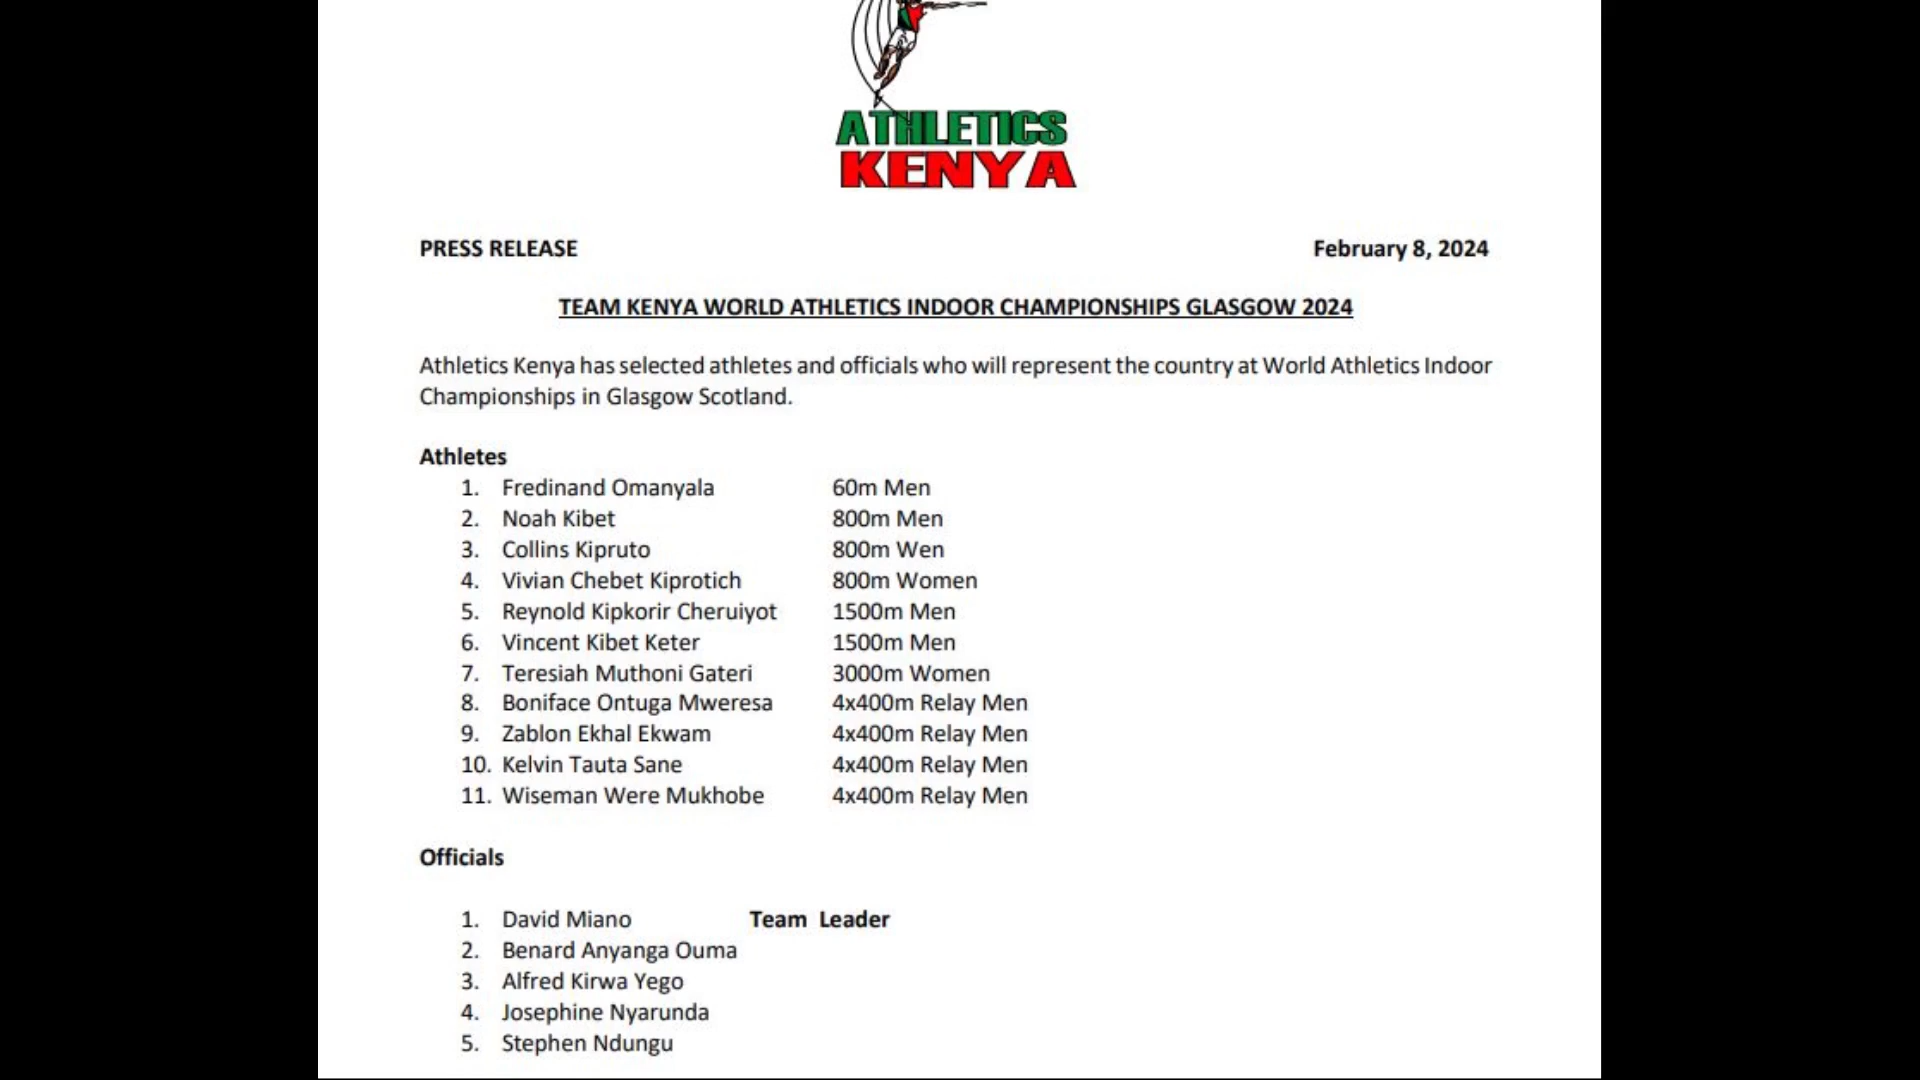 ATHLETICS
KENYA
PRESS RELEASE February 8, 2024
TEAM KENYA WORLD ATHLETICS INDOOR CHAMPIONSHIPS GLASGOW 2024
Athletics Kenya has selected athletes and officials who will represent the country at World Athletics Indoor
Championships in Glasgow Scotland.
Athletes
1. Fredinand Omanyala 60m Men
2. Noah Kibet 800m Men
3. Collins Kipruto 800m Wen
4. Vivian Chebet Kiprotich 800m Women
5. Reynold Kipkorir Cheruiyot 1500m Men
6. Vincent Kibet Keter 1500m Men
7. Teresiah Muthoni Gateri 3000m Women
8. Boniface Ontuga Mweresa 4x400m Relay Men
9. Zablon Ekhal Ekwam 4x400m Relay Men
10. Kelvin Tauta Sane 4x400m Relay Men
11. Wiseman Were Mukhobe 4x400m Relay Men
Officials
1. David Miano Team Leader
2. Benard Anyanga Ouma
3. Alfred Kirwa Yego
4. Josephine Nyarunda
5. Stephen Ndungu